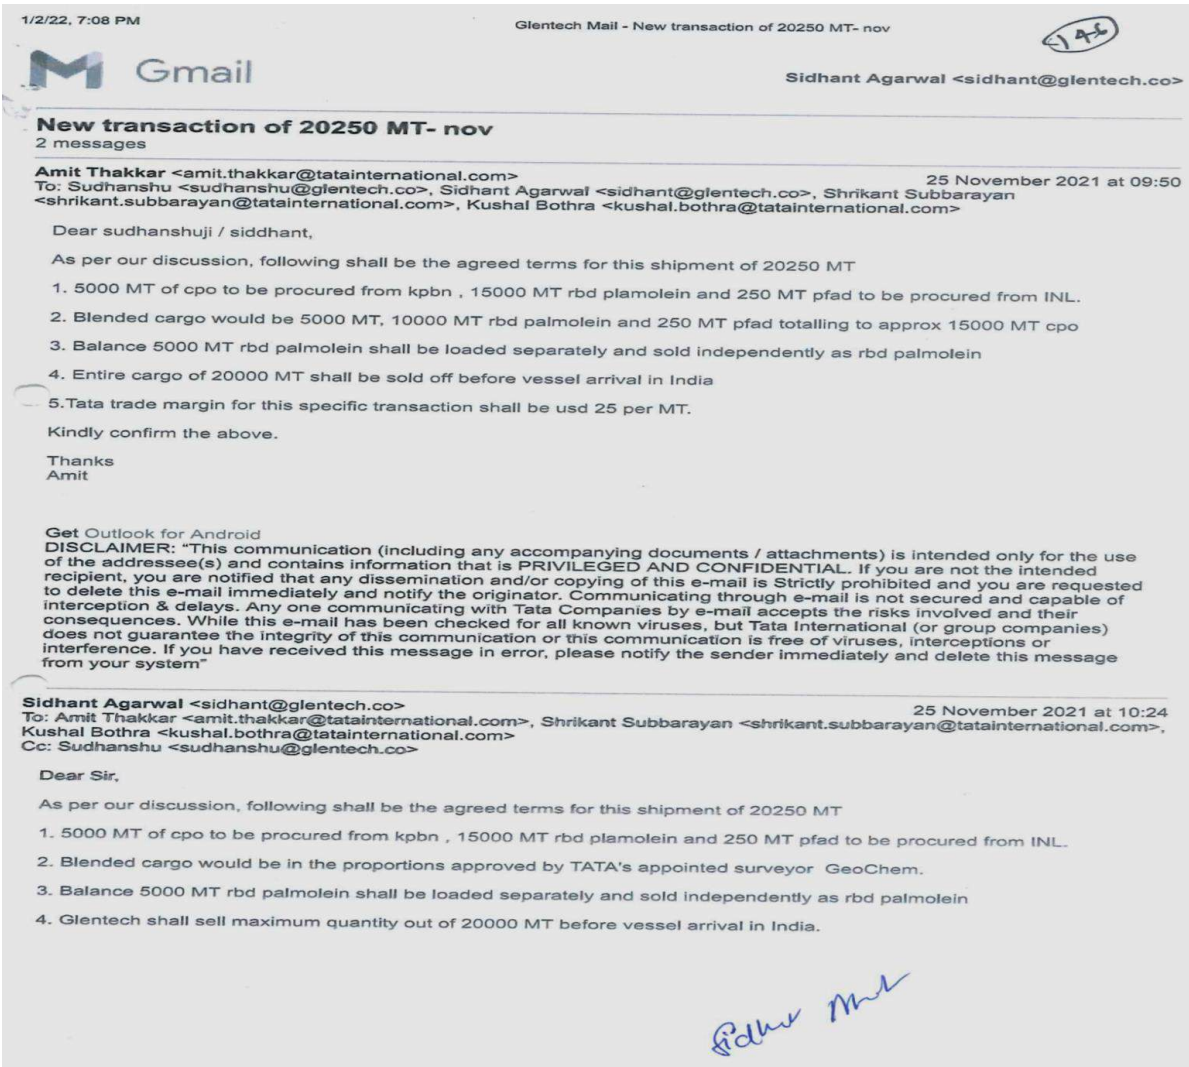 1/2/22, 7:08 PM
Glentech Mail - New transaction of 20250 MT- nov
Gmail
Sidhant Agarwal <sidhant@glentech.co>
New transaction of 20250 MT- nov
2 messages
Amit Thakkar <amit.thakkar@tatainternational.com>
25 November 2021 at 09:50
To: Sudhanshu <sudhanshu@glentech.co>, Sidhant Agarwal <sidhant@glentech.co>, Shrikant Subbarayan
<shrikant.subbarayan@tatainternational.com>, Kushal Bothra <kushal.bothra@tatainternational.com>
Dear sudhanshuji / siddhant,
As per our discussion, following shall be the agreed terms for this shipment of 20250 MT
1. 5000 MT of cpo to be procured from kpbn , 15000 MT rbd plamolein and 250 MT pfad to be procured from INL.
2. Blended cargo would be 5000 MT, 10000 MT rbd palmolein and 250 MT pfad totalling to approx 15000 MT cpo
3. Balance 5000 MT rbd palmolein shall be loaded separately and sold independently as rbd palmolein
4. Entire cargo of 20000 MT shall be sold off before vessel arrival in India
5.Tata trade margin for this specific transaction shall be usd 25 per MT.
Kindly confirm the above.
Thanks
Amit
Get Outlook for Android
DISCLAIMER: "This communication (including any accompanying documents / attachments) is intended only for the use
of the addressee(s) and contains information that is PRIVILEGED AND CONFIDENTIAL. If you are not the intended
recipient, you are notified that any dissemination and/or copying of this e-mail is Strictly prohibited and you are requested
to delete this e-mail immediately and notify the originator. Communicating through e-mail is not secured and capable of
interception & delays. Any one communicating with Tata Companies by e-mail accepts the risks involved and their
consequences. While this e-mail has been checked for all known viruses, but Tata International (or group companies)
does not guarantee the integrity of this communication or this communication is free of viruses, interceptions or
interference. If you have received this message in error, please notify the sender immediately and delete this message
from your system"
Sidhant Agarwal <sidhant@glentech.co>
25 November 2021 at 10:24
To: Amit Thakkar <amit.thakkar@tatainternational.com>, Shrikant Subbarayan <shrikant.subbarayan@tatainternational.com>,
Kushal Bothra <kushal.bothra@tatainternational.com>
Cc: Sudhanshu <sudhanshu@glentech.co>
Dear Sir,
As per our discussion, following shall be the agreed terms for this shipment of 20250 MT
1. 5000 MT of cpo to be procured from kpbn , 15000 MT rbd plamolein and 250 MT pfad to be procured from INL.
2. Blended cargo would be in the proportions approved by TATA's appointed surveyor GeoChem.
3. Balance 5000 MT rbd palmolein shall be loaded separately and sold independently as rbd palmolein
4. Glentech shall sell maximum quantity out of 20000 MT before vessel arrival in India.